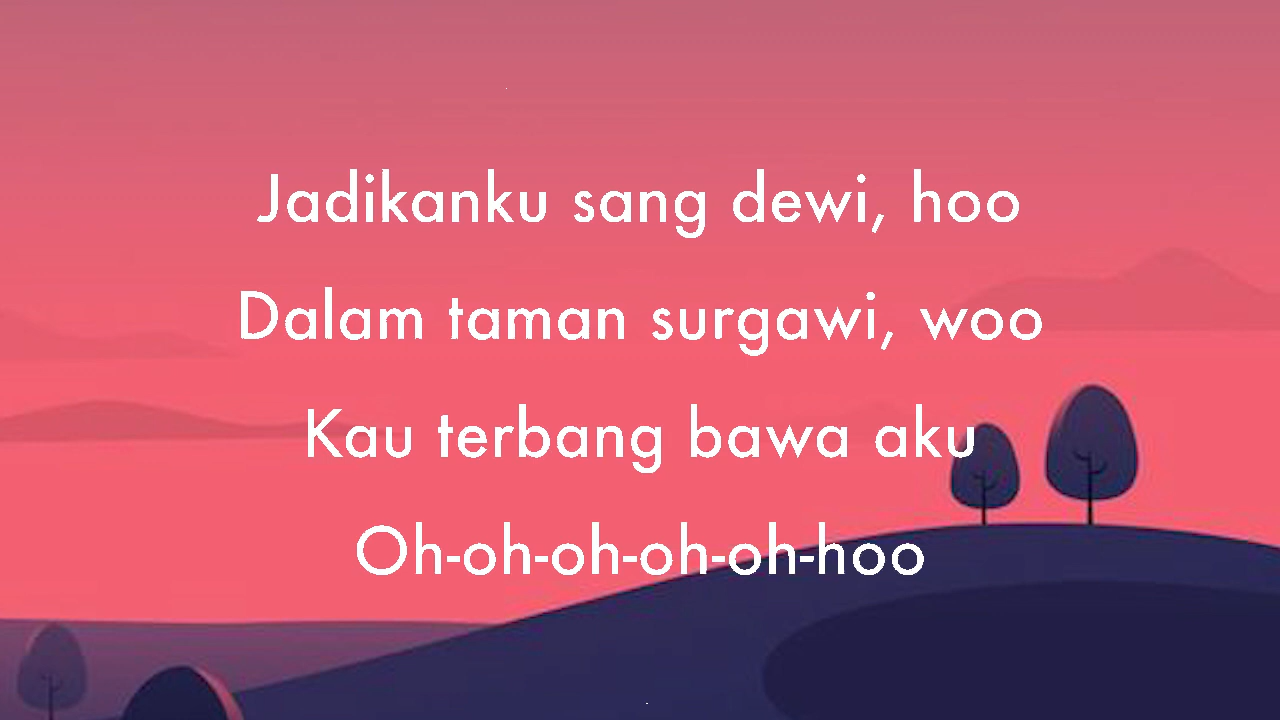 Jadikanku sang dewi, hoo
Dalam taman surgawi, woo
Kau terbang bawa aku
Oh-oh-oh-oh-oh-hoo